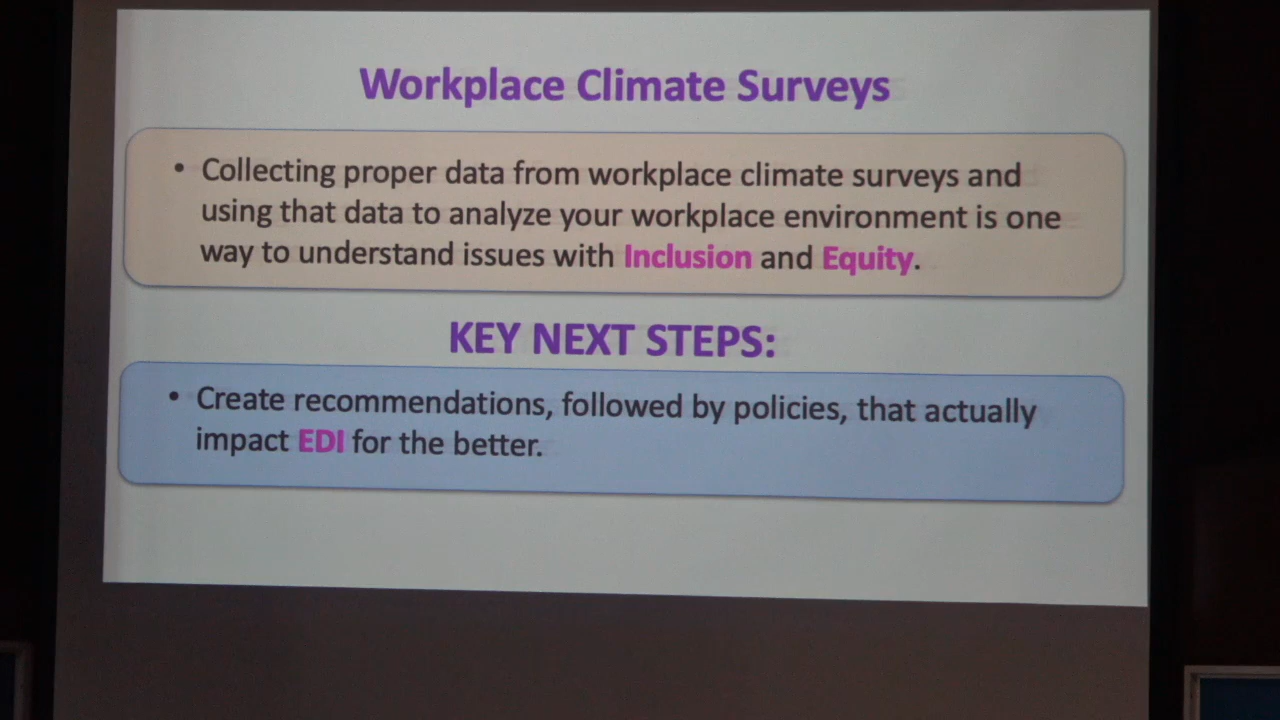 Workplace Climate Surveys
• Collecting proper data from workplace climate surveys and
using that data to analyze your workplace environment is one
way to understand issues with Inclusion and Equity.
KEY NEXT STEPS:
• Create recommendations, followed by policies, that actually
impact EDI for the better.